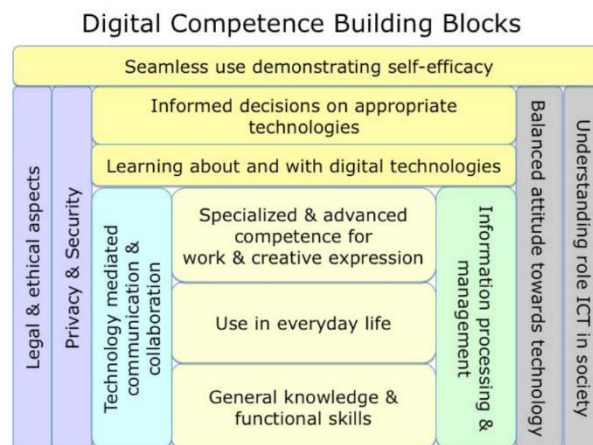 Digital Competence Building Blocks
Seamless use demonstrating self-efficacy
Legal & ethical aspects
Privacy & Security
Informed decisions on appropriate
technologies
Learning about and with digital technologies
Technology mediated
communication &
collaboration
Specialized & advanced
competence for
work & creative expression
Use in everyday life
General knowledge &
functional skills
Information processing &
management
Balanced attitude towards technology
Understanding role ICT in society